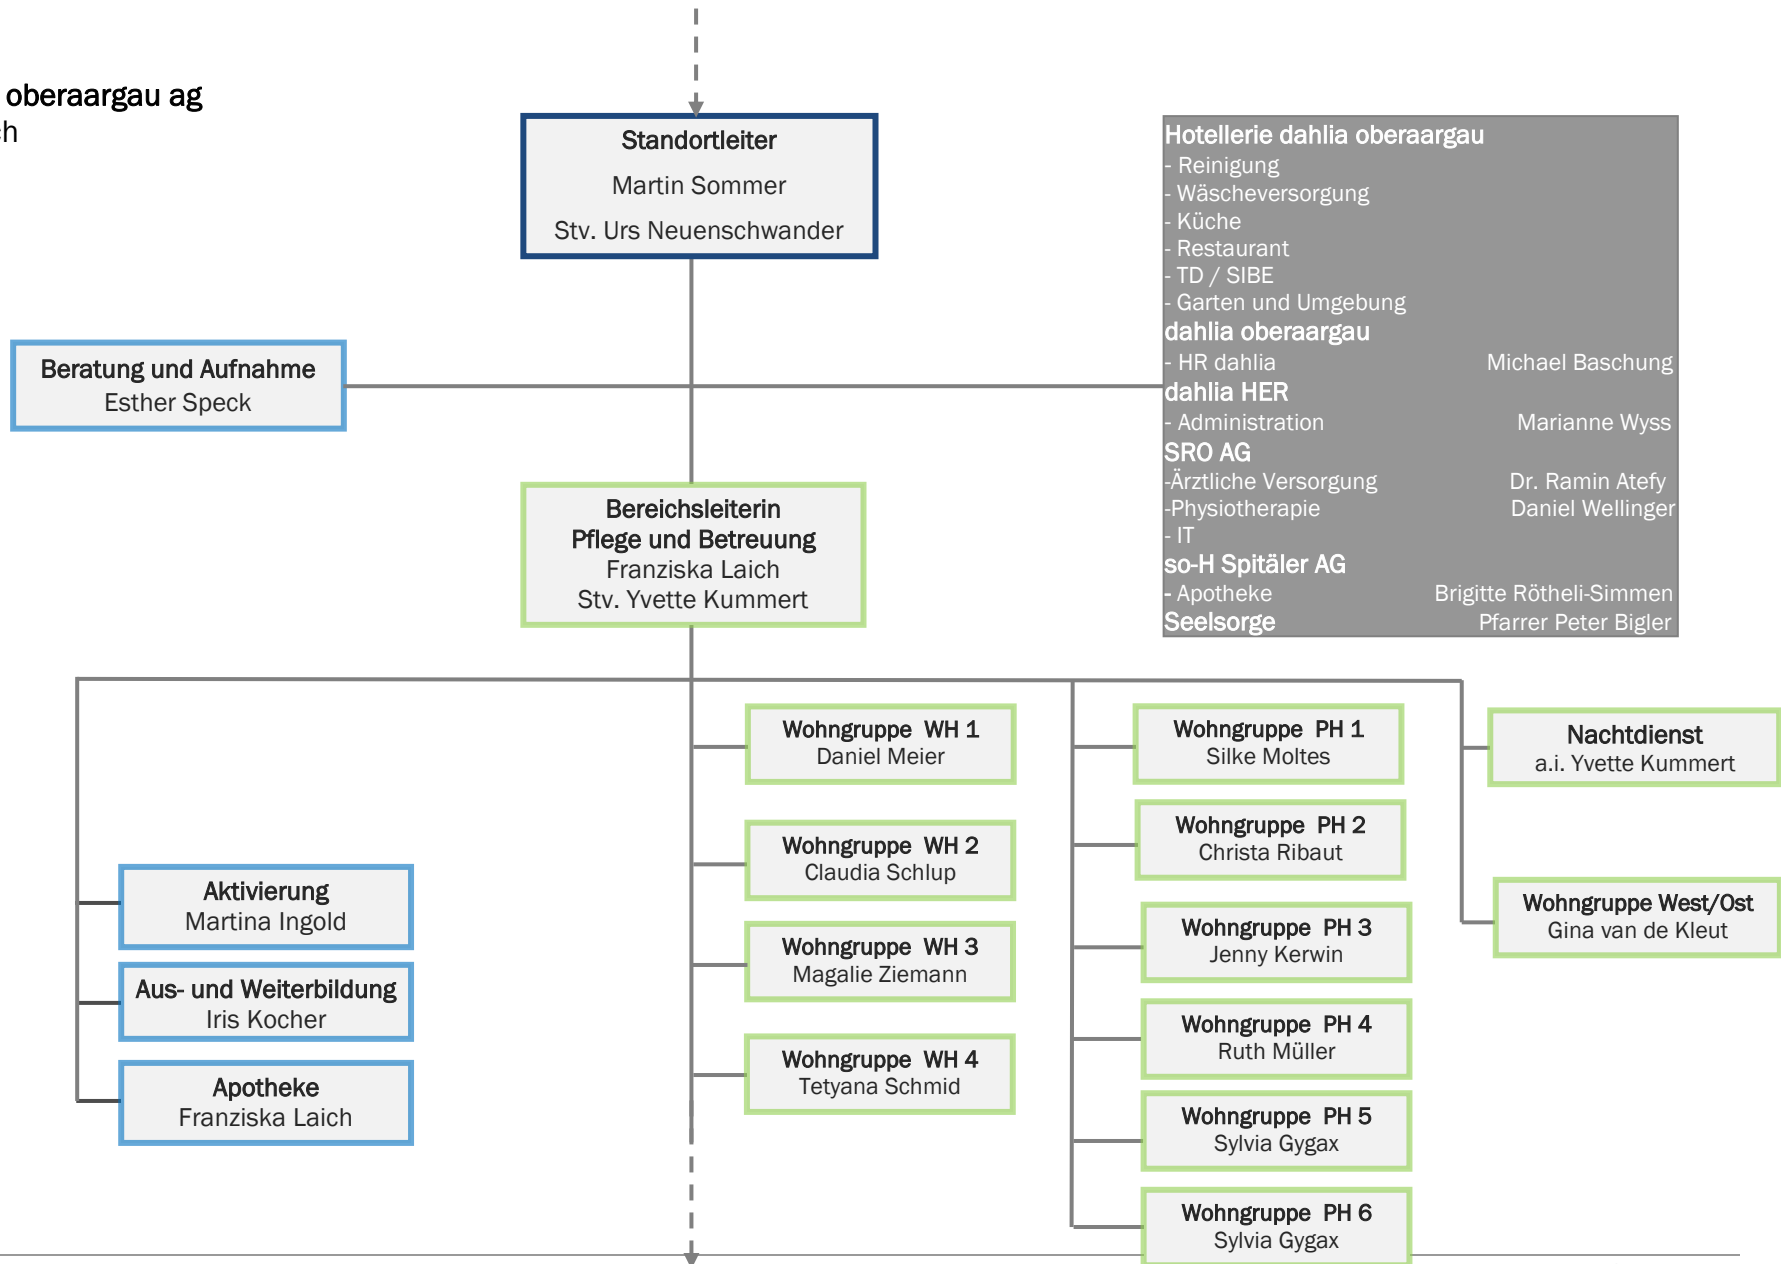 oberaargau ag
ch
Standortleiter
Martin Sommer
Stv. Urs Neuenschwander
Beratung und Aufnahme
Esther Speck
Hotellerie dahlia oberaargau
- Reinigung
- Wäscheversorgung
- Küche
- Restaurant
- TD / SIBE
- Garten und Umgebung
dahlia oberaargau
- HR dahlia Michael Baschung
dahlia HER
- Administration Marianne Wyss
SRO AG
-Ärztliche Versorgung Dr. Ramin Atefy
-Physiotherapie Daniel Wellinger
- IT
so-H Spitäler AG
- Apotheke Brigitte Rötheli-Simmen
Seelsorge Pfarrer Peter Bigler
Bereichsleiterin
Pflege und Betreuung
Franziska Laich
Stv. Yvette Kummert
Aktivierung
Martina Ingold
Aus- und Weiterbildung
Iris Kocher
Apotheke
Franziska Laich
Wohngruppe WH 1
Daniel Meier
Wohngruppe WH 2
Claudia Schlup
Wohngruppe WH 3
Magalie Ziemann
Wohngruppe WH 4
Tetyana Schmid
Wohngruppe PH 1
Silke Moltes
Wohngruppe PH 2
Christa Ribaut
Wohngruppe PH 3
Jenny Kerwin
Wohngruppe PH 4
Ruth Müller
Wohngruppe PH 5
Sylvia Gygax
Wohngruppe PH 6
Sylvia Gygax
Nachtdienst
a.i. Yvette Kummert
Wohngruppe West/Ost
Gina van de Kleut